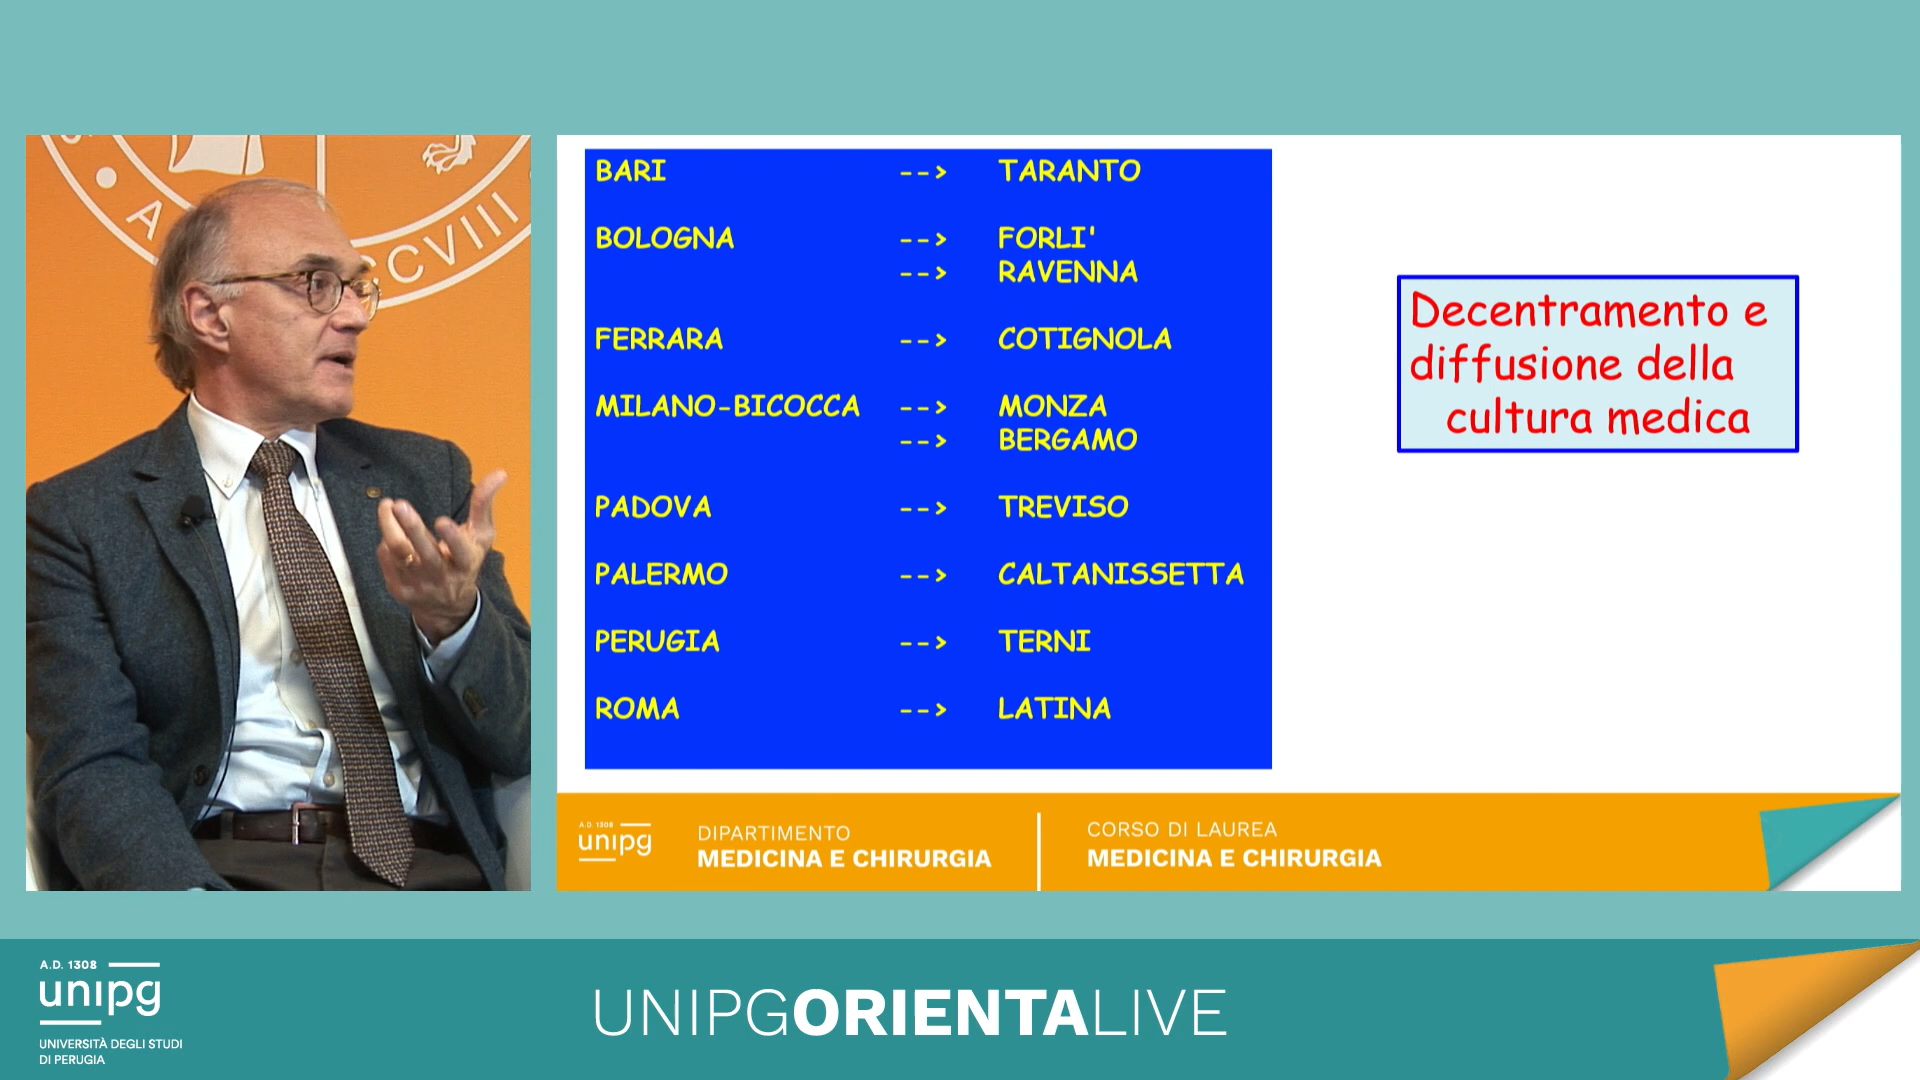 CCVIII
BARI --> TARANTO
BOLOGNA --> FORLI'
--> RAVENNA
FERRARA --> COTIGNOLA
MILANO-BICOCCA --> MONZA
--> BERGAMO
PADOVA --> TREVISO
PALERMO --> CALTANISSETTA
PERUGIA --> TERNI
ROMA --> LATINA
Decentramento e
diffusione della
cultura medica
A.D. 1308
unipg
DIPARTIMENTO
MEDICINA E CHIRURGIA
CORSO DI LAUREA
MEDICINA E CHIRURGIA
A.D. 1308
unipg
UNIVERSITÀ DEGLI STUDI
DI PERUGIA
UNIPGORIENTALIVE